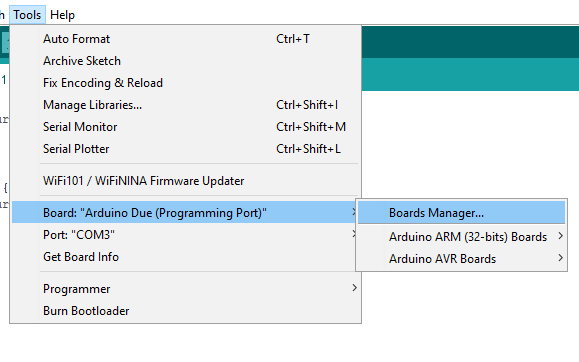 Tools Help
Auto Format Ctrl+T
Archive Sketch
Fix Encoding & Reload
Manage Libraries... Ctrl+Shift+I
Serial Monitor Ctrl+Shift+M
Serial Plotter Ctrl+Shift+L
WiFi101 / WiFiNINA Firmware Updater
Board: "Arduino Due (Programming Port)"
Boards Manager...
Port: "COM3"
Arduino ARM (32-bits) Boards
Get Board Info
Arduino AVR Boards
Programmer
Burn Bootloader